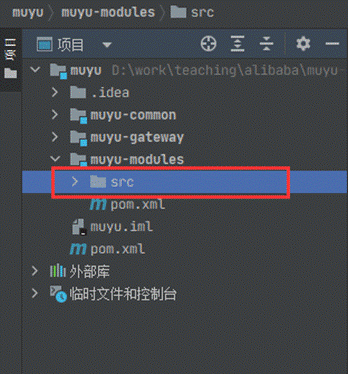 muyu > muyu-modules > src
项目
项目
muyu D:\work\teaching\alibaba\muyu-
.idea
muyu-common
muyu-gateway
muyu-modules
src
pom.xml
muyu.iml
pom.xml
外部库
临时文件和控制台